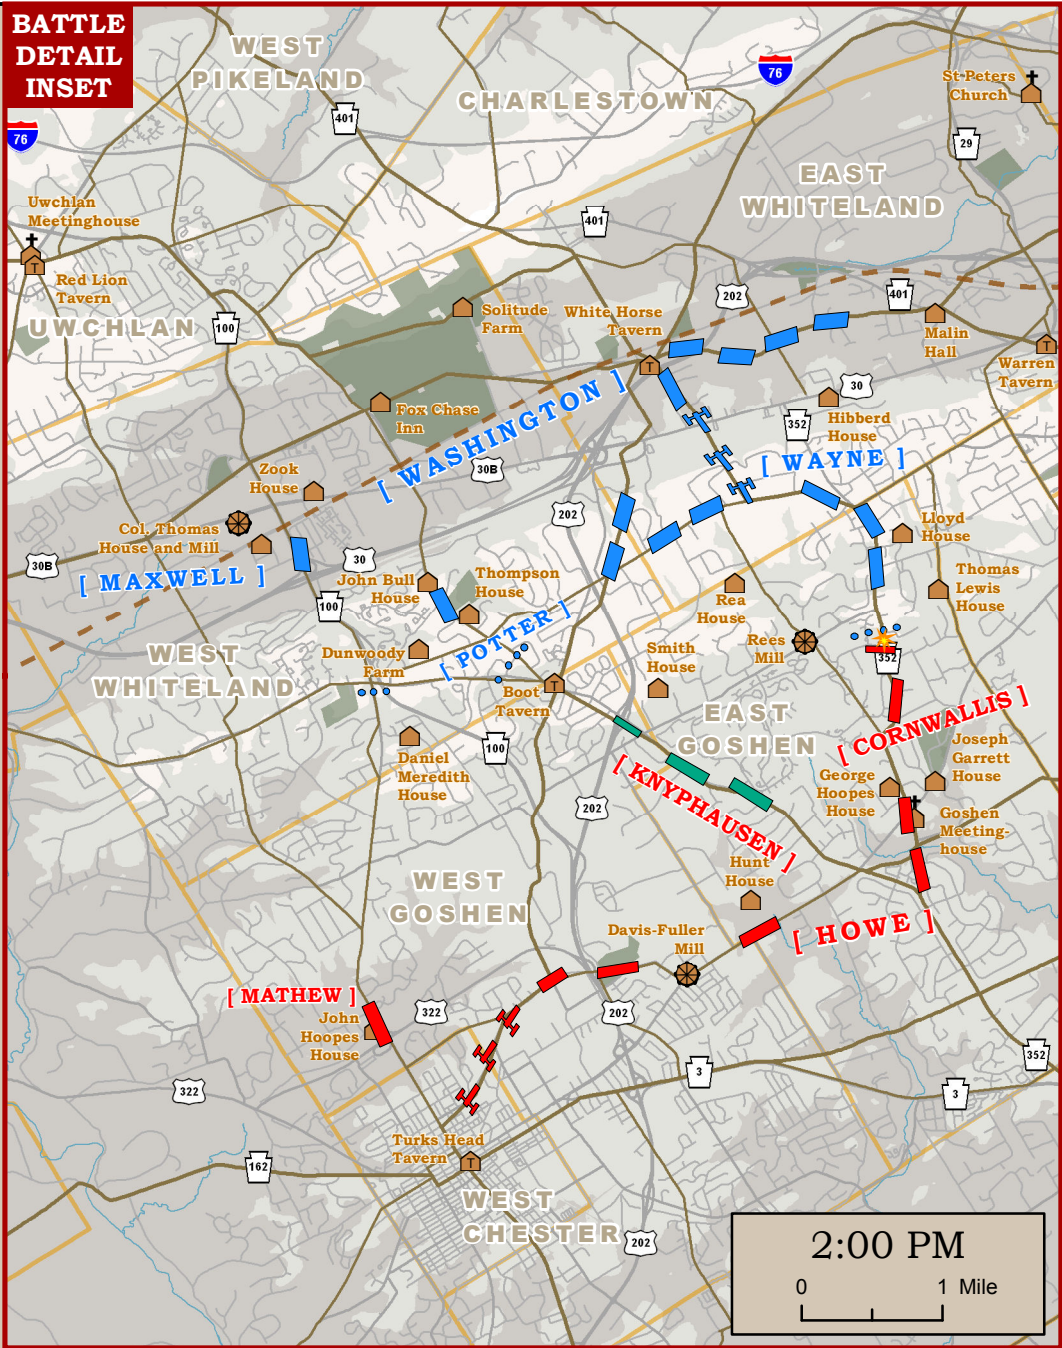 BATTLE
DETAIL
INSET
WEST
PIKELAND
CHARLESTOWN
76
St Peters
Church
401
76
29
EAST
WHITELAND
Uwchlan
Meetinghouse
401
T
Red Lion
Tavern
202
401
Solitude
Farm
White Horse
Tavern
UWCHLAN
100
Malin
Hall
T
T
Warren
Tavern
30
Fox Chase
Inn
[ WASHINGTON ]
352
Hibberd
House
Zook
House
30B
[ WAYNE ]
202
Col. Thomas
House and Mill
Lloyd
House
30B
30
[ MAXWELL ]
John Bull
House
Thompson
House
Thomas
Lewis
House
100
Rea
House
[ POTTER ]
Rees
Mill
Smith
House
352
Dunwoody
Farm
WEST
WHITELAND
T
Boot
Tavern
EAST
GOSHEN
[ CORNWALLIS ]
100
Daniel
Meredith
House
Joseph
Garrett
House
[ KNYPHAUSEN ]
George
Hoopes
House
202
Goshen
Meeting-
house
Hunt
House
WEST
GOSHEN
[ HOWE ]
Davis-Fuller
Mill
[ MATHEW ]
322
202
John
Hoopes
House
352
3
322
3
Turks Head
Tavern
T
162
WEST
CHESTER
202
2:00 PM
0 1 Mile